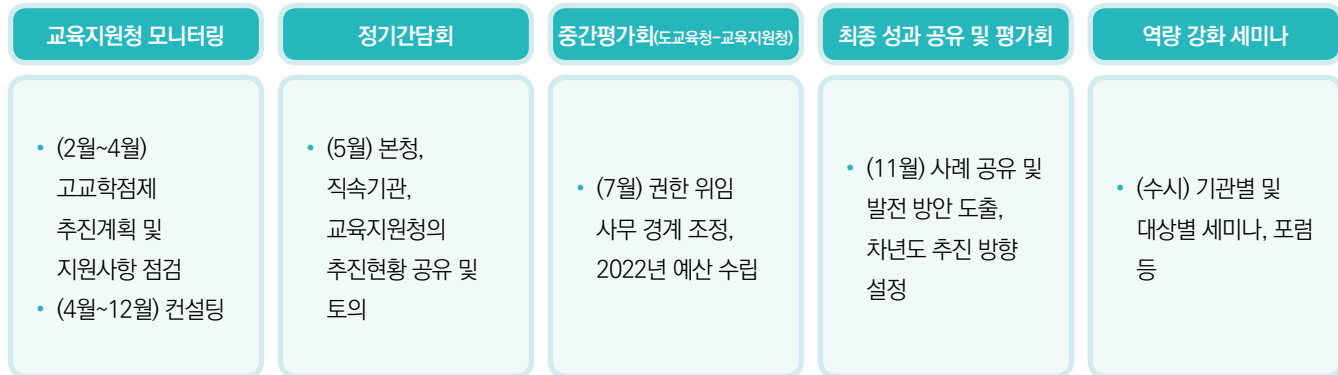 교육지원청 모니터링
• (2월~4월)
고교학점제
추진계획 및
지원사항 점검
• (4월~12월) 컨설팅
정기간담회
• (5월) 본청,
직속기관,
교육지원청의
추진현황 공유 및
토의
중간평가회(도교육청-교육지원청)
• (7월) 권한 위임
사무 경계 조정,
2022년 예산 수립
최종 성과 공유 및 평가회
• (11월) 사례 공유 및
발전 방안 도출,
차년도 추진 방향
설정
역량 강화 세미나
• (수시) 기관별 및
대상별 세미나, 포럼
등